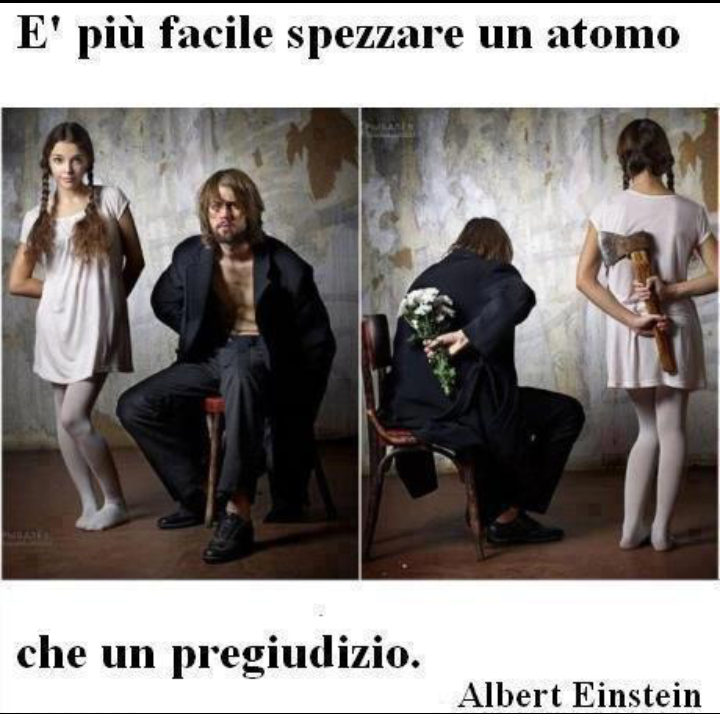 E' più facile spezzare un atomo
che un pregiudizio.
Albert Einstein